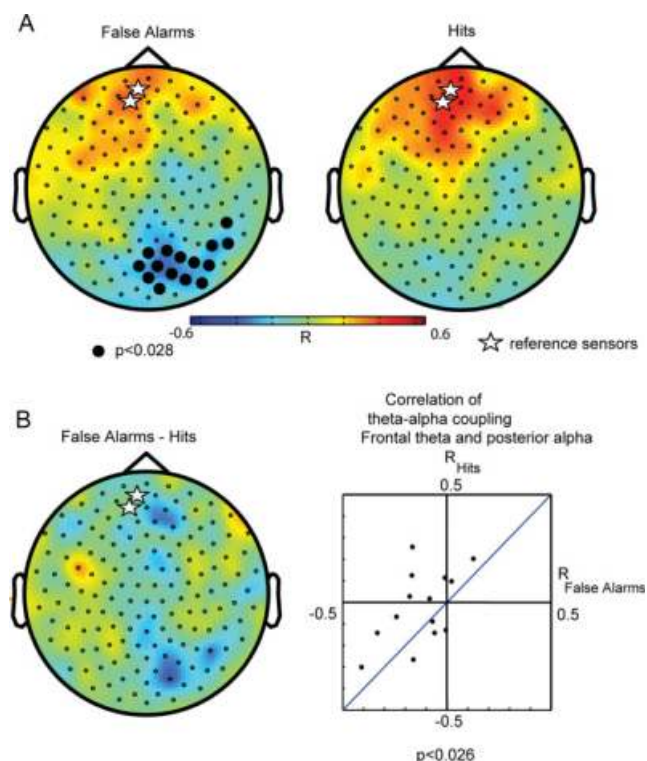 A
False Alarms
Hits
-0.6
R
0.6
p<0.028
reference sensors
B
False Alarms - Hits
Correlation of
theta-alpha coupling
Frontal theta and posterior alpha
R Hits
0.5
R False Alarms
-0.5
0.5
-0.5
p<0.026